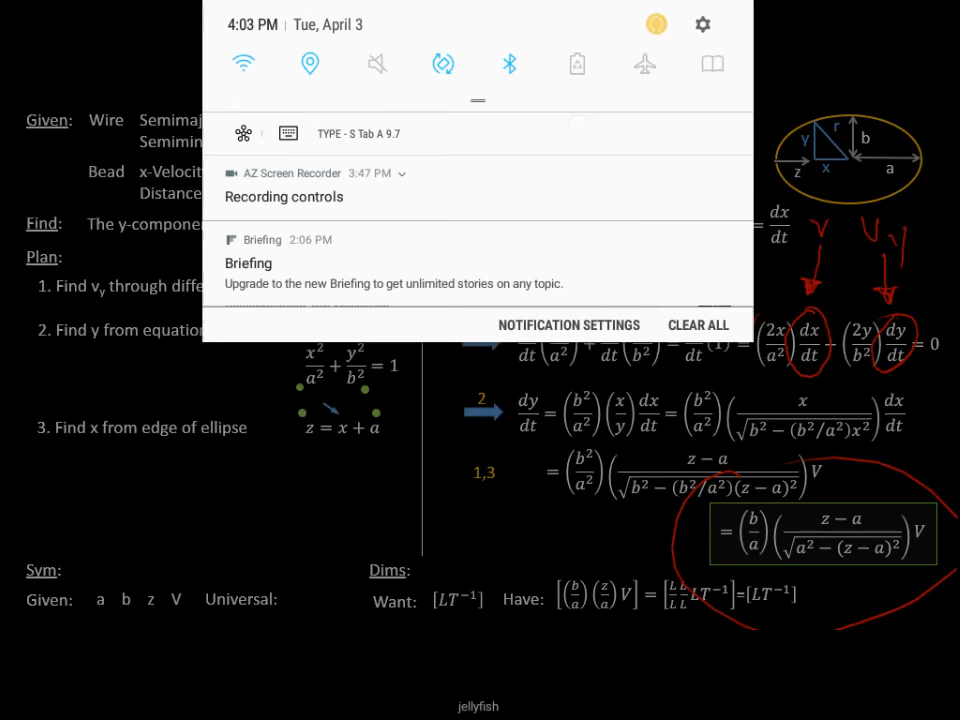 4:03 PM | Tue, April 3
TYPE - S Tab A 9.7
AZ Screen Recorder 3:47 PM
Recording controls
Briefing 2:06 PM
Briefing
Upgrade to the new Briefing to get unlimited stories on any topic.
NOTIFICATION SETTINGS CLEAR ALL
Given: Wire Semimaj
Semimin
Bead x-Velocit
Distance
Find: The y-compone
Plan:
1. Find v_y through diffe
2. Find y from equation
x²/a² + y²/b² = 1
3. Find x from edge of ellipse z = x + a
y r b
z x a
= dx/dt
V V y
dt (a²) + dt (b²) = dt (1) = (2x/a²) dx/dt − (2y/b²) dy/dt = 0
2 dy/dt = (b²/a²)(x/y) dx/dt = (b²/a²)(x/√(b² − (b²/a²)x²)) dx/dt
1,3 = (b²/a²)(z − a/√(b² − (b²/a²)(z − a)²)) V
= (b/a)(z − a/√(a² − (z − a)²)) V
Sym:
Given: a b z V Universal:
Dims:
Want: [LT⁻¹] Have: [(b/a)(z/a)V] = [L/L L/L LT⁻¹]=[LT⁻¹]
jellyfish